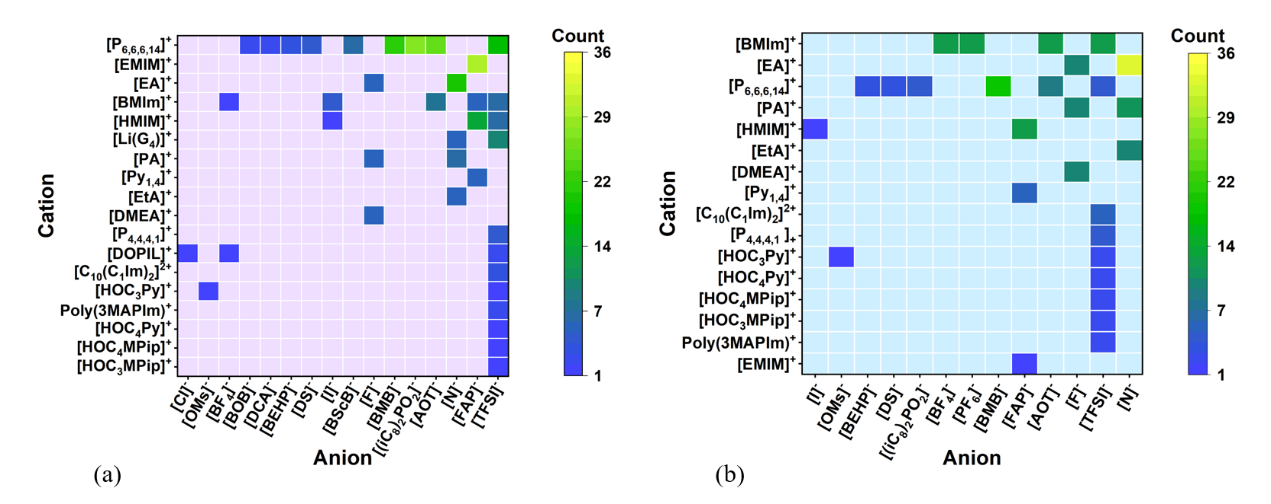 Count
36
29
22
14
7
1
[P6,6,6,14]+
[EMIM]+
[EA]+
[BMIm]+
[HMIM]+
[Li(G4)]+
[PA]+
[Py1,4]+
[EtA]+
[DMEA]+
[P4,4,4,1]+
[DOPIL]+
[C10(C1Im)2]2+
[HOC3Py]+
Poly(3MAPIm)+
[HOC4Py]+
[HOC4MPip]+
[HOC3MPip]+
Cation
[Cl]-
[OMs]-
[BF4]-
[BOB]-
[DCA]-
[BEHP]-
[DS]-
[I]-
[BScB]-
[F]-
[BMB]-
[(iC8)2PO2]-
[AOT]-
[N]-
[FAP]-
[TFSI]-
Anion
(a)
Count
36
29
22
14
7
1
[BMIm]+
[EA]+
[P6,6,6,14]+
[PA]+
[HMIM]+
[EtA]+
[DMEA]+
[Py1,4]+
[C10(C1Im)2]2+
[P4,4,4,1]+
[HOC3Py]+
[HOC4Py]+
[HOC4MPip]+
[HOC3MPip]+
Poly(3MAPIm)+
[EMIM]+
Cation
[I]-
[OMs]-
[BEHP]-
[DS]-
[(iC8)2PO2]-
[BF4]-
[PF6]-
[BMB]-
[FAP]-
[AOT]-
[F]-
[TFSI]-
[N]-
Anion
(b)